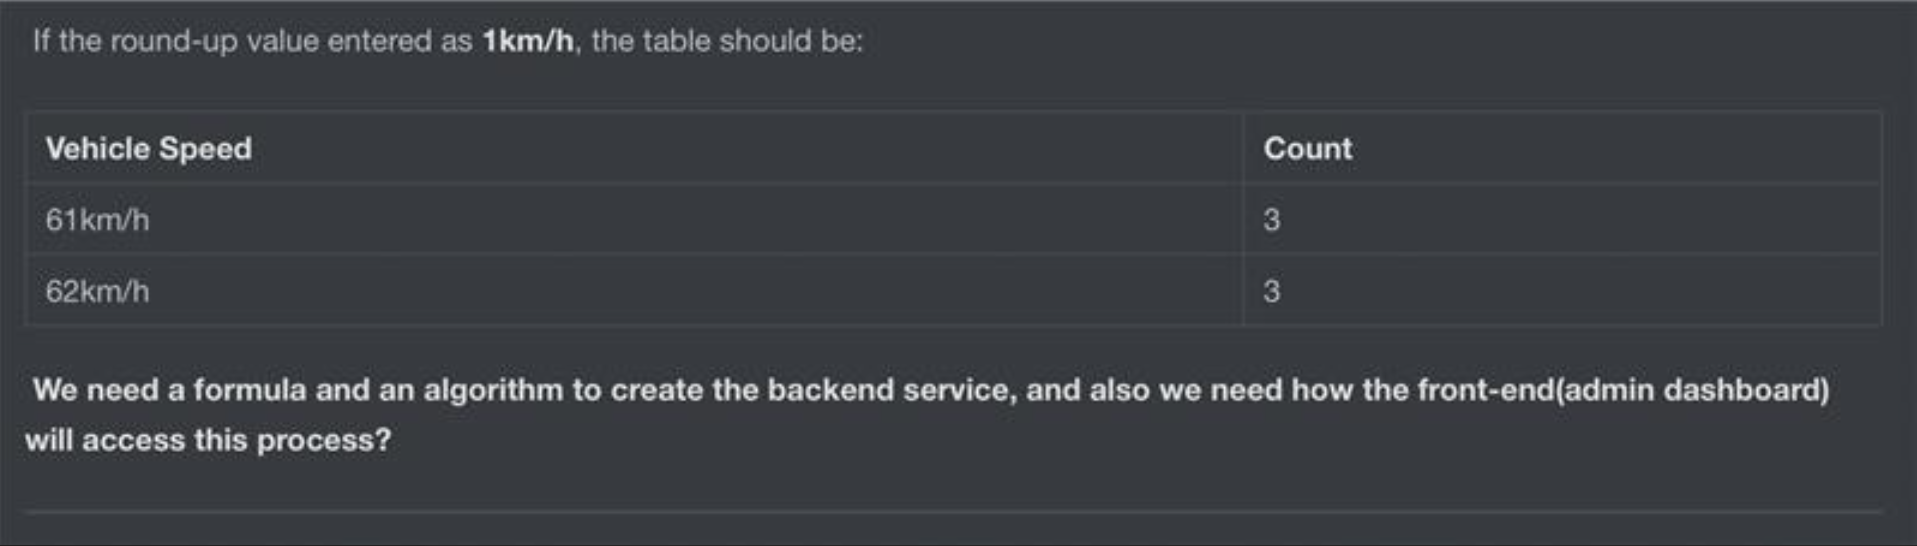 If the round-up value entered as 1km/h, the table should be:
Vehicle Speed Count
61km/h 3
62km/h 3
We need a formula and an algorithm to create the backend service, and also we need how the front-end(admin dashboard)
will access this process?